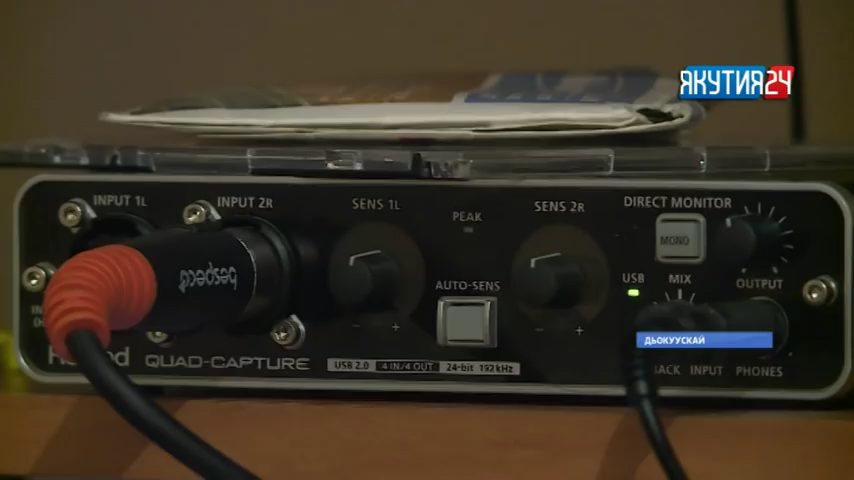 ЯКУТИЯ24
INPUT 1L
INPUT 2R
SENS 1L
PEAK
SENS 2R
DIRECT MONITOR
MONO
bespeco
AUTO-SENS
USB
MIX
OUTPUT
ДЬОКУУСКАЙ
QUAD-CAPTURE
USB 2.0
4 IN/4 OUT
24-bit 192kHz
INPUT
PHONES